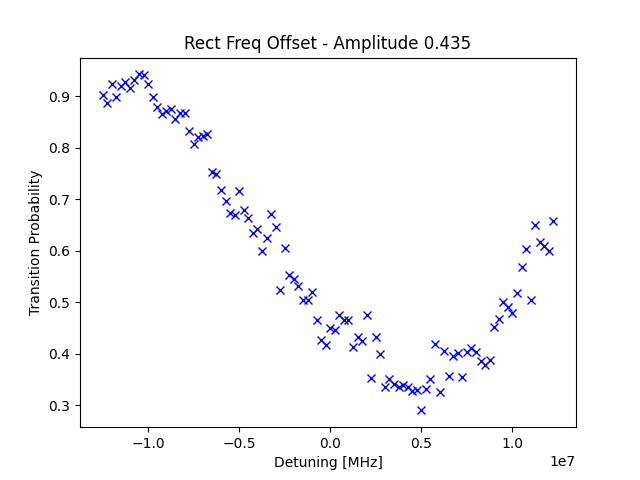 Rect Freq Offset - Amplitude 0.435
Transition Probability
0.9
0.8
0.7
0.6
0.5
0.4
0.3
−1.0 −0.5 0.0 0.5 1.0
1e7
Detuning [MHz]